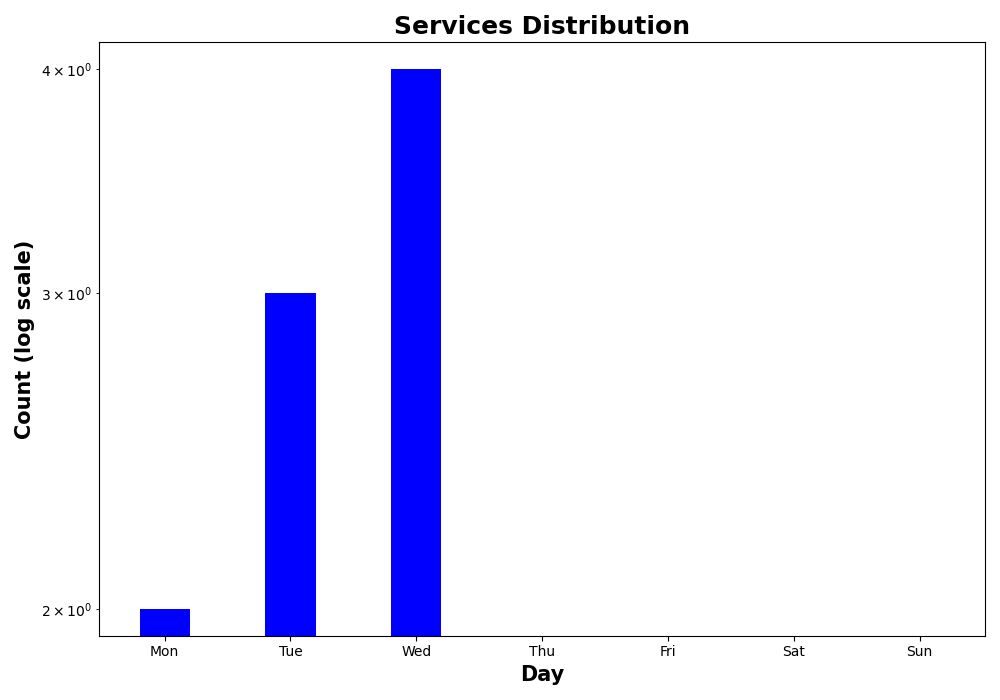 Services Distribution
Count (log scale)
4 × 10⁰
3 × 10⁰
2 × 10⁰
Mon Tue Wed Thu Fri Sat Sun
Day